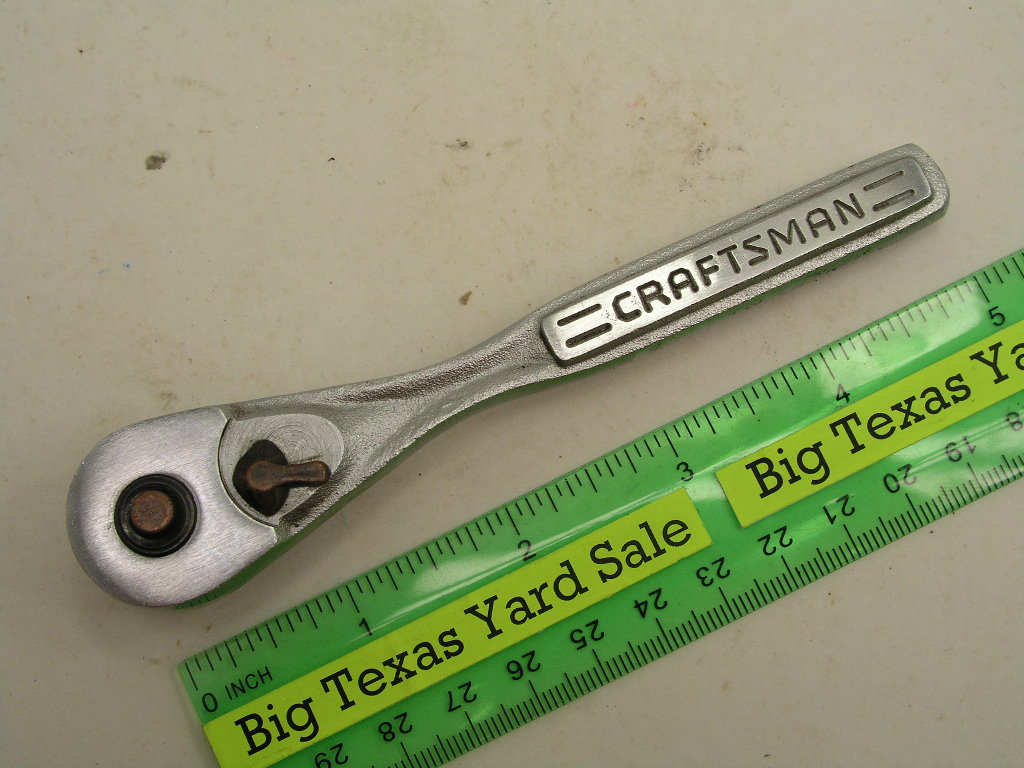 CRAFTSMAN
0 INCH 1 2 3 4 5
Big Texas Yard Sale
Big Texas Ya
29 28 27 26 25 24 23 22 21 20 19 18